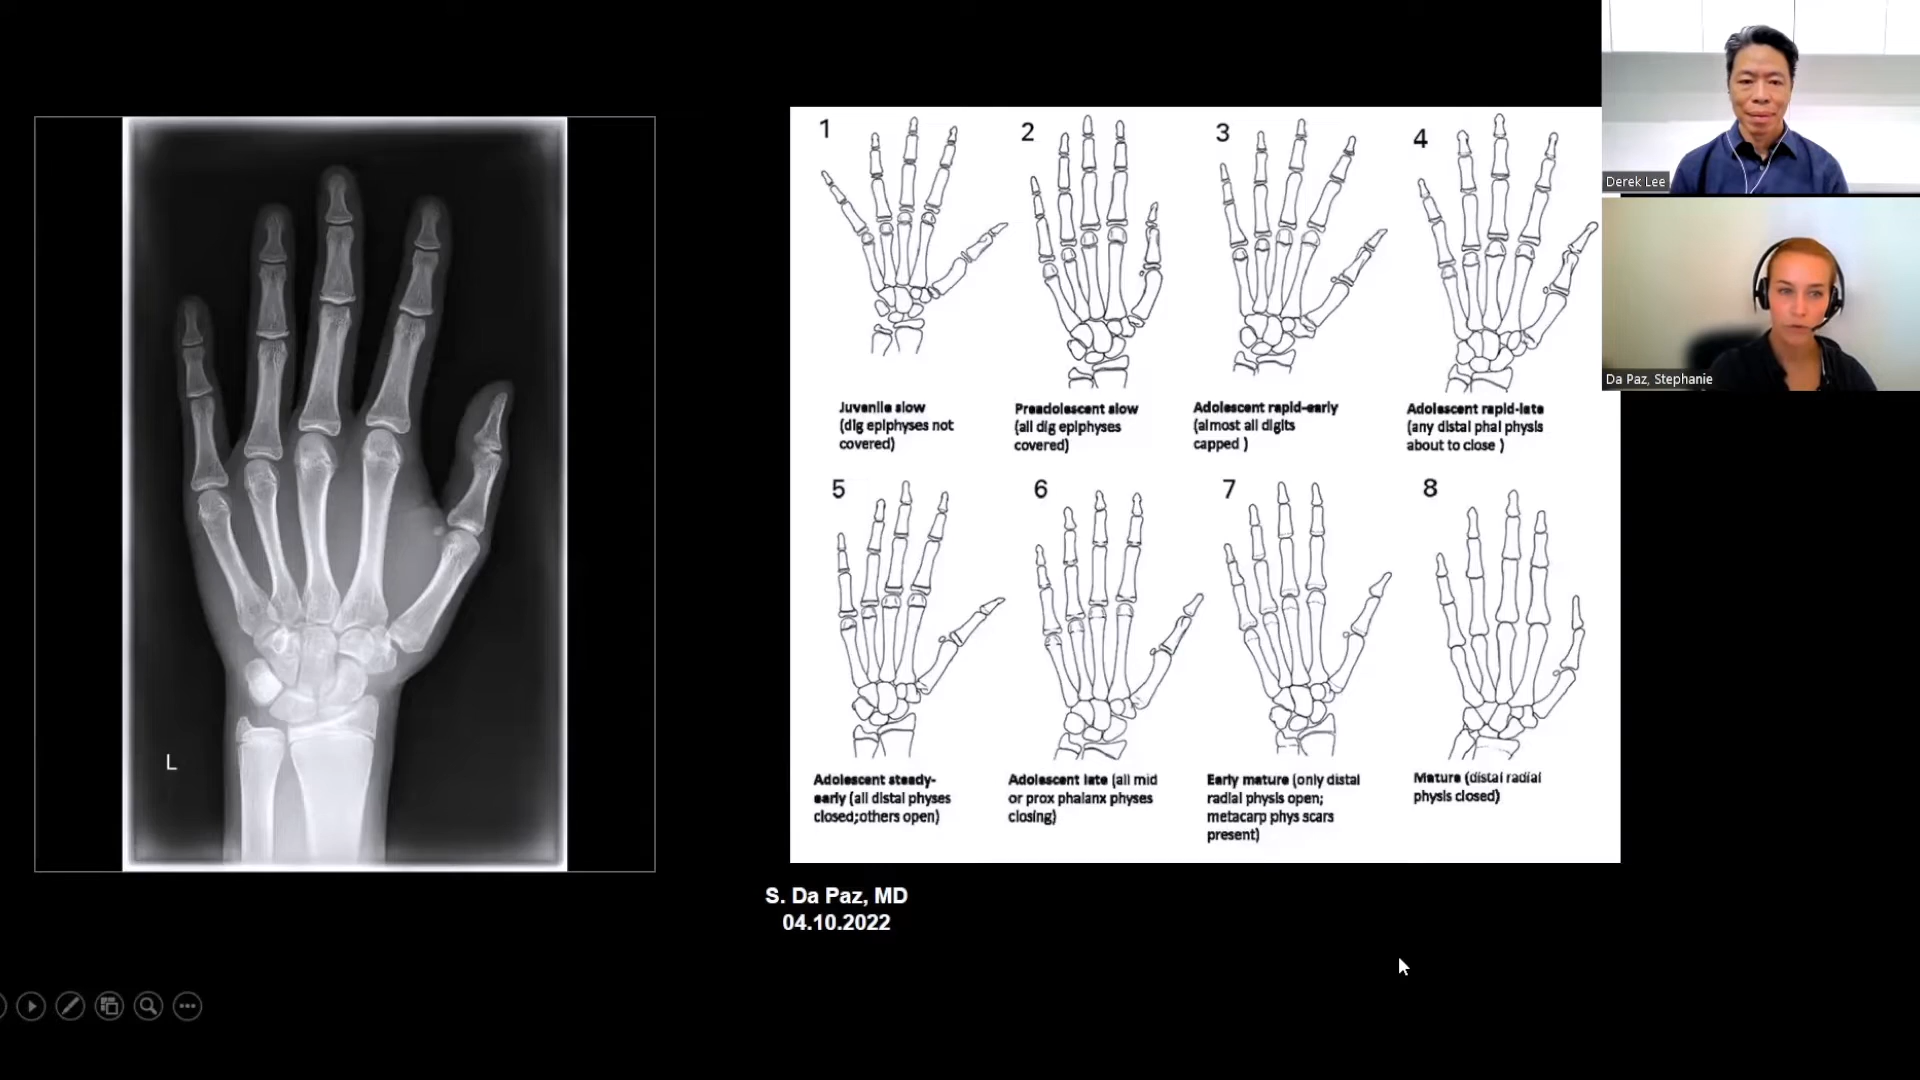 L
1
2
3
4
Juvenile slow
(dig epiphyses not
covered)
Preadolescent slow
(all dig epiphyses
covered)
Adolescent rapid-early
(almost all digits
capped )
Adolescent rapid-late
(any distal phal physis
about to close )
5
6
7
8
Adolescent steady-
early (all distal physes
closed;others open)
Adolescent late (all mid
or prox phalanx physes
closing)
Early mature (only distal
radial physis open;
metacarp phys scars
present)
Mature (distal radial
physis closed)
S. Da Paz, MD
04.10.2022
Derek Lee
Da Paz, Stephanie